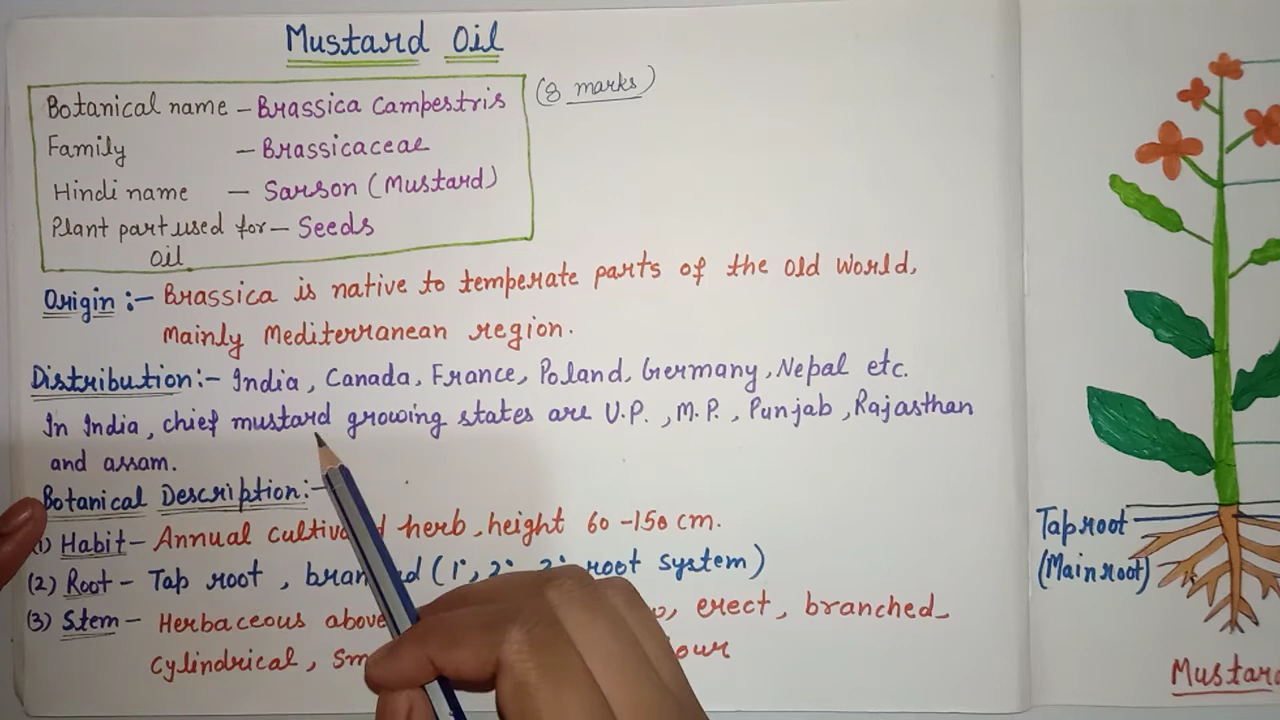 Mustard Oil
(8 marks)
Botanical name - Brassica Campestris
Family - Brassicaceae
Hindi name - Sarson (Mustard)
Plant part used for - Seeds
oil
Origin :- Brassica is native to temperate parts of the old world,
Mainly Mediterranean region.
Distribution:- India, Canada, France, Poland, Germany, Nepal etc.
In India, chief mustard growing states are U.P., M.P., Punjab, Rajasthan
and assam.
Botanical Description:-
(1) Habit - Annual herb, height 60-150 cm.
(2) Root - Tap root, root system)
(3) Stem - Herbaceous erect, branched
Cylindrical,
Tap root
(Main root)